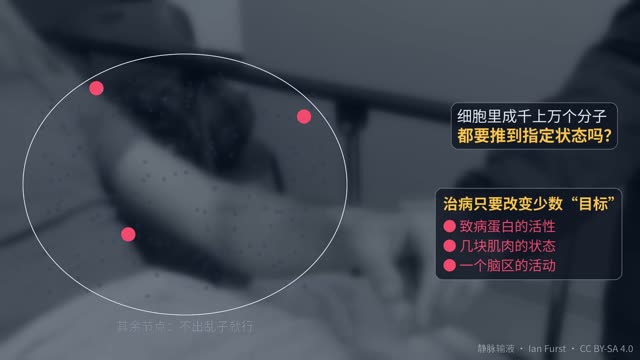 细胞里成千上万个分子
都要推到指定状态吗?
治病只要改变少数“目标”
致病蛋白的活性
几块肌肉的状态
一个脑区的活动
其余节点：不出乱子就行
静脉输液 · Ian Furst · CC BY-SA 4.0